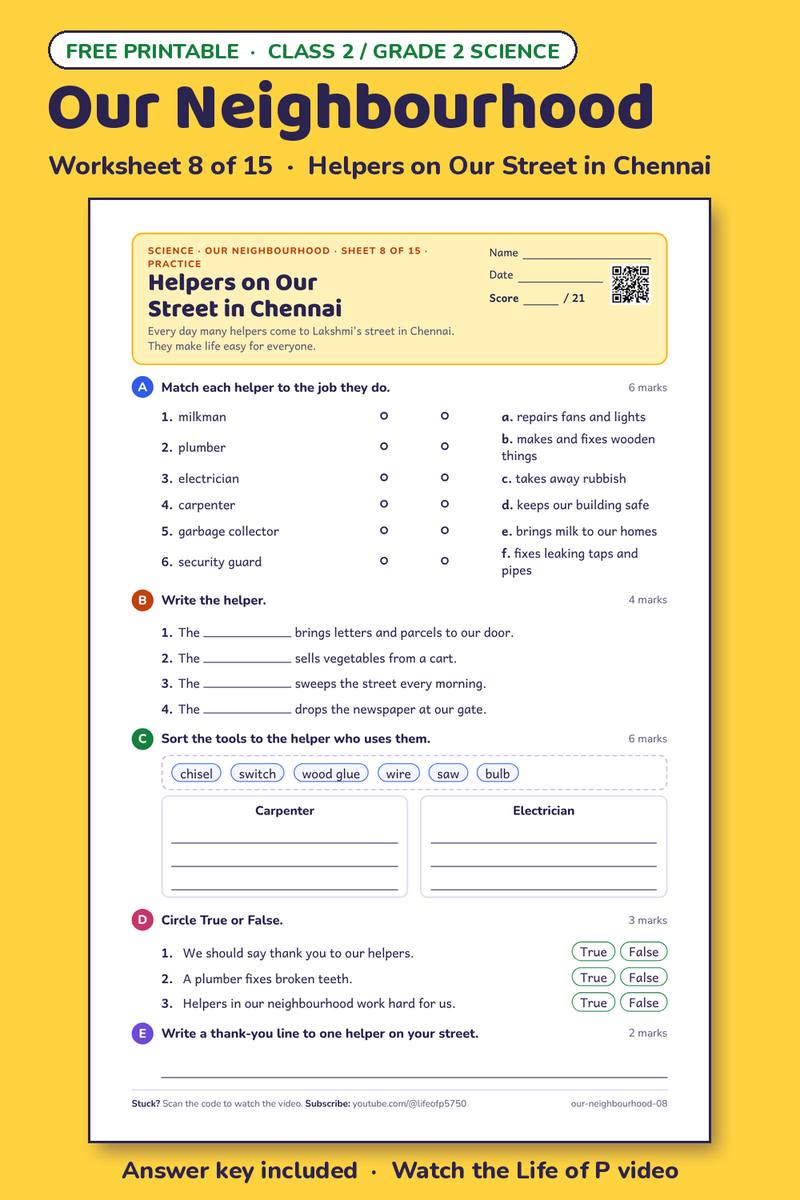 FREE PRINTABLE · CLASS 2 / GRADE 2 SCIENCE
Our Neighbourhood
Worksheet 8 of 15 · Helpers on Our Street in Chennai
SCIENCE · OUR NEIGHBOURHOOD · SHEET 8 OF 15 ·
PRACTICE
Helpers on Our
Street in Chennai
Every day many helpers come to Lakshmi's street in Chennai.
They make life easy for everyone.
Name
Date
Score ______ / 21
A Match each helper to the job they do. 6 marks
1. milkman a. repairs fans and lights
2. plumber b. makes and fixes wooden
things
3. electrician c. takes away rubbish
4. carpenter d. keeps our building safe
5. garbage collector e. brings milk to our homes
6. security guard f. fixes leaking taps and
pipes
B Write the helper. 4 marks
1. The ____________ brings letters and parcels to our door.
2. The ____________ sells vegetables from a cart.
3. The ____________ sweeps the street every morning.
4. The ____________ drops the newspaper at our gate.
C Sort the tools to the helper who uses them. 6 marks
chisel switch wood glue wire saw bulb
Carpenter Electrician
D Circle True or False. 3 marks
1. We should say thank you to our helpers. True False
2. A plumber fixes broken teeth. True False
3. Helpers in our neighbourhood work hard for us. True False
E Write a thank-you line to one helper on your street. 2 marks
Stuck? Scan the code to watch the video. Subscribe: youtube.com/@lifeofp5750 our-neighbourhood-08
Answer key included · Watch the Life of P video